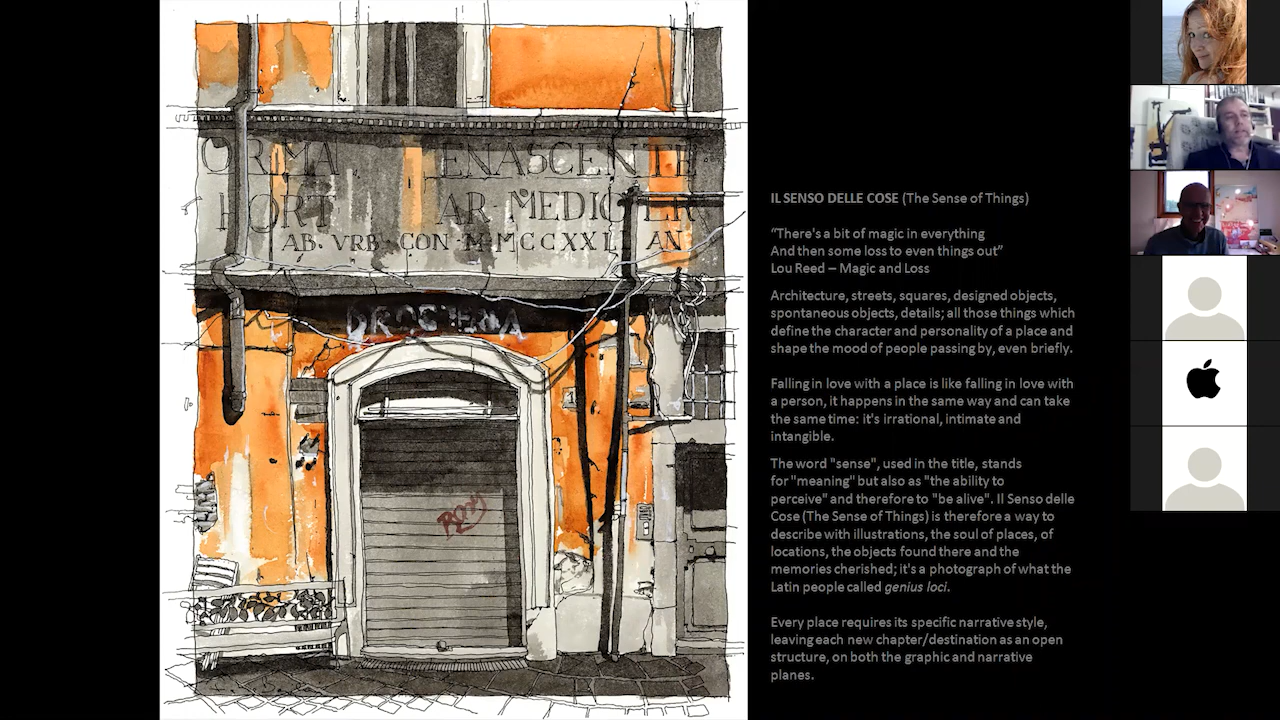 ORMA ENASCENTE
HORT AR·MEDIC ER
AB. VRB CON M MCCXXI AN
DROGHERIA
IL SENSO DELLE COSE (The Sense of Things)
“There's a bit of magic in everything
And then some loss to even things out”
Lou Reed – Magic and Loss
Architecture, streets, squares, designed objects,
spontaneous objects, details; all those things which
define the character and personality of a place and
shape the mood of people passing by, even briefly.
Falling in love with a place is like falling in love with
a person, it happens in the same way and can take
the same time: it's irrational, intimate and
intangible.
The word "sense", used in the title, stands
for "meaning" but also as "the ability to
perceive" and therefore to "be alive". Il Senso delle
Cose (The Sense of Things) is therefore a way to
describe with illustrations, the soul of places, of
locations, the objects found there and the
memories cherished; it's a photograph of what the
Latin people called genius loci.
Every place requires its specific narrative style,
leaving each new chapter/destination as an open
structure, on both the graphic and narrative
planes.